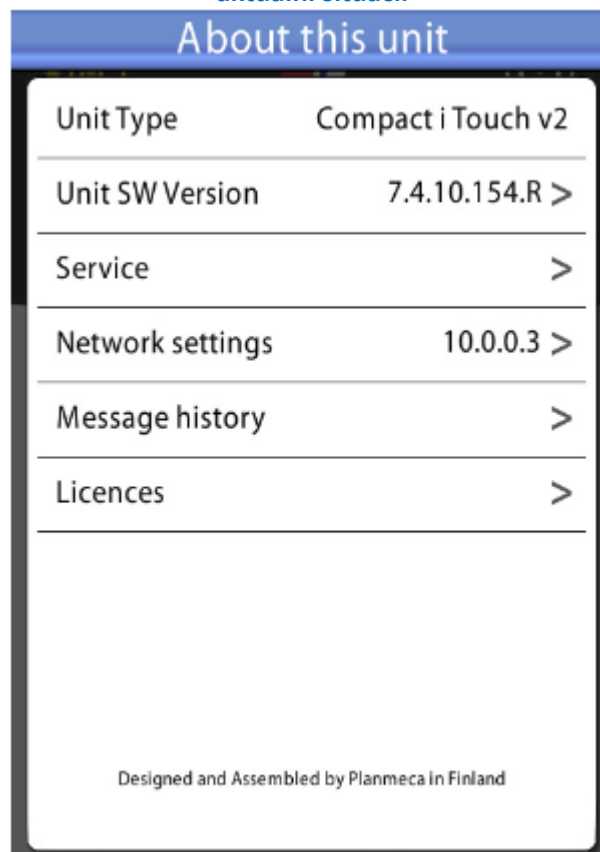 About this unit
Unit Type Compact i Touch v2
Unit SW Version 7.4.10.154.R >
Service >
Network settings 10.0.0.3 >
Message history >
Licences >
Designed and Assembled by Planmeca in Finland